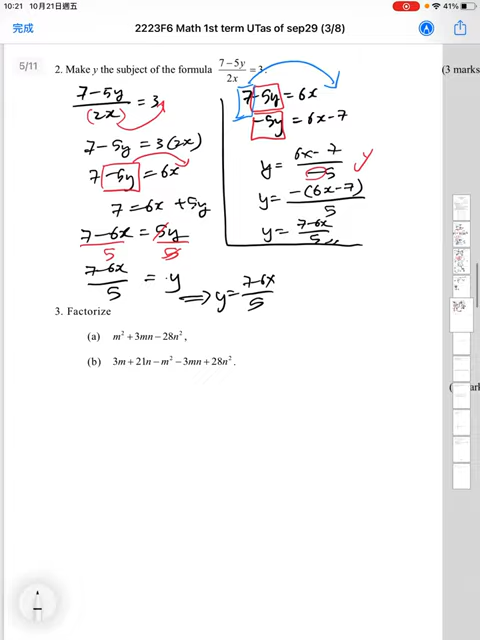 10:21 10月21日週五
41%
完成
2223F6 Math 1st term UTas of sep29 (3/8)
5/11
2. Make y the subject of the formula (7−5y)/(2x) = 3.
(3 marks
(7−5y)/(2x) = 3
7−5y = 3(2x)
7−5y = 6x
7 = 6x + 5y
(7−6x)/5 = 5y/5
(7−6x)/5 = y
⟹ y = (7−6x)/5
7−5y = 6x
−5y = 6x−7
y = (6x−7)/−5
y = −(6x−7)/5
y = (7−6x)/5
3. Factorize
(a) m² + 3mn − 28n²,
(b) 3m + 21n − m² − 3mn + 28n².